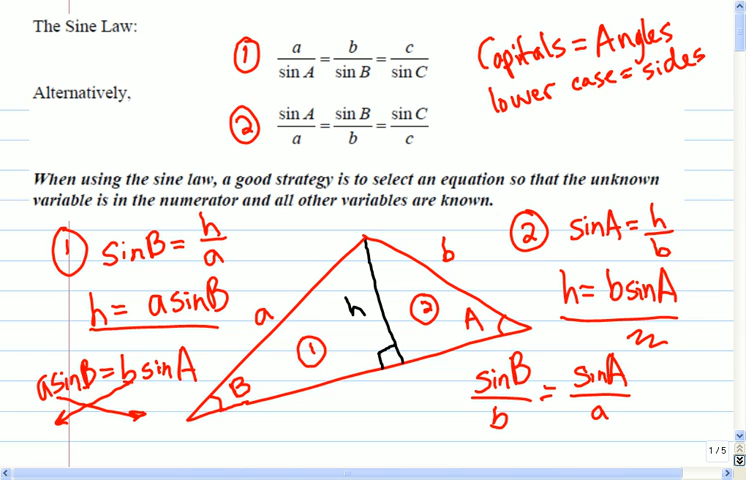 The Sine Law:
① a/sin A = b/sin B = c/sin C
Capitals = Angles
lower case = sides
Alternatively,
② sin A/a = sin B/b = sin C/c
When using the sine law, a good strategy is to select an equation so that the unknown
variable is in the numerator and all other variables are known.
① sinB = h/a
h = asinB
asinB = bsinA
a
b
h
①
②
A
B
② sinA = h/b
h = bsinA
sinB/b = sinA/a
1 / 5